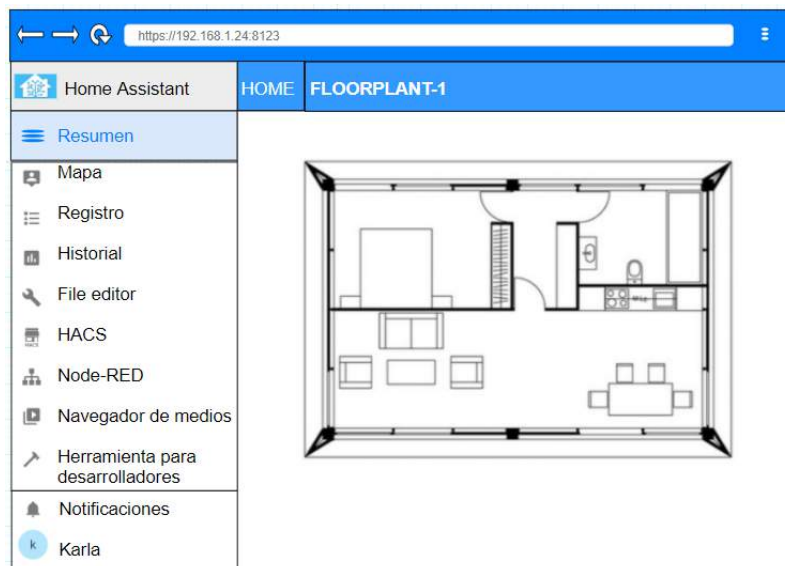 https://192.168.1.24:8123
Home Assistant
HOME
FLOORPLANT-1
Resumen
Mapa
Registro
Historial
File editor
HACS
HACS
Node-RED
Navegador de medios
Herramienta para
desarrolladores
Notificaciones
k
Karla